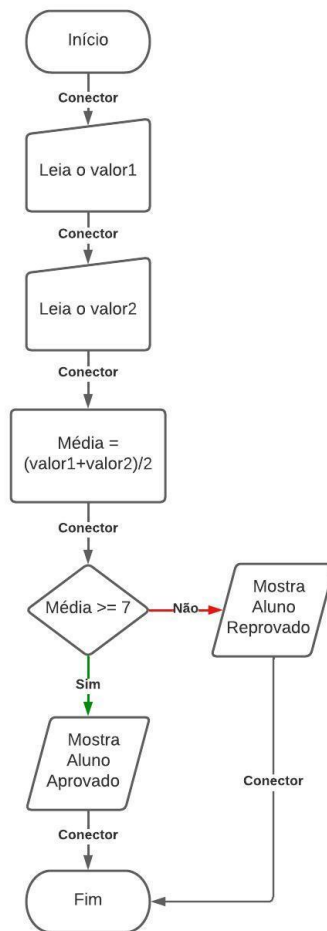 Início
Conector
Leia o valor1
Conector
Leia o valor2
Conector
Média =
(valor1+valor2)/2
Conector
Média >= 7
Não
Mostra
Aluno
Reprovado
Sim
Mostra
Aluno
Aprovado
Conector
Conector
Fim